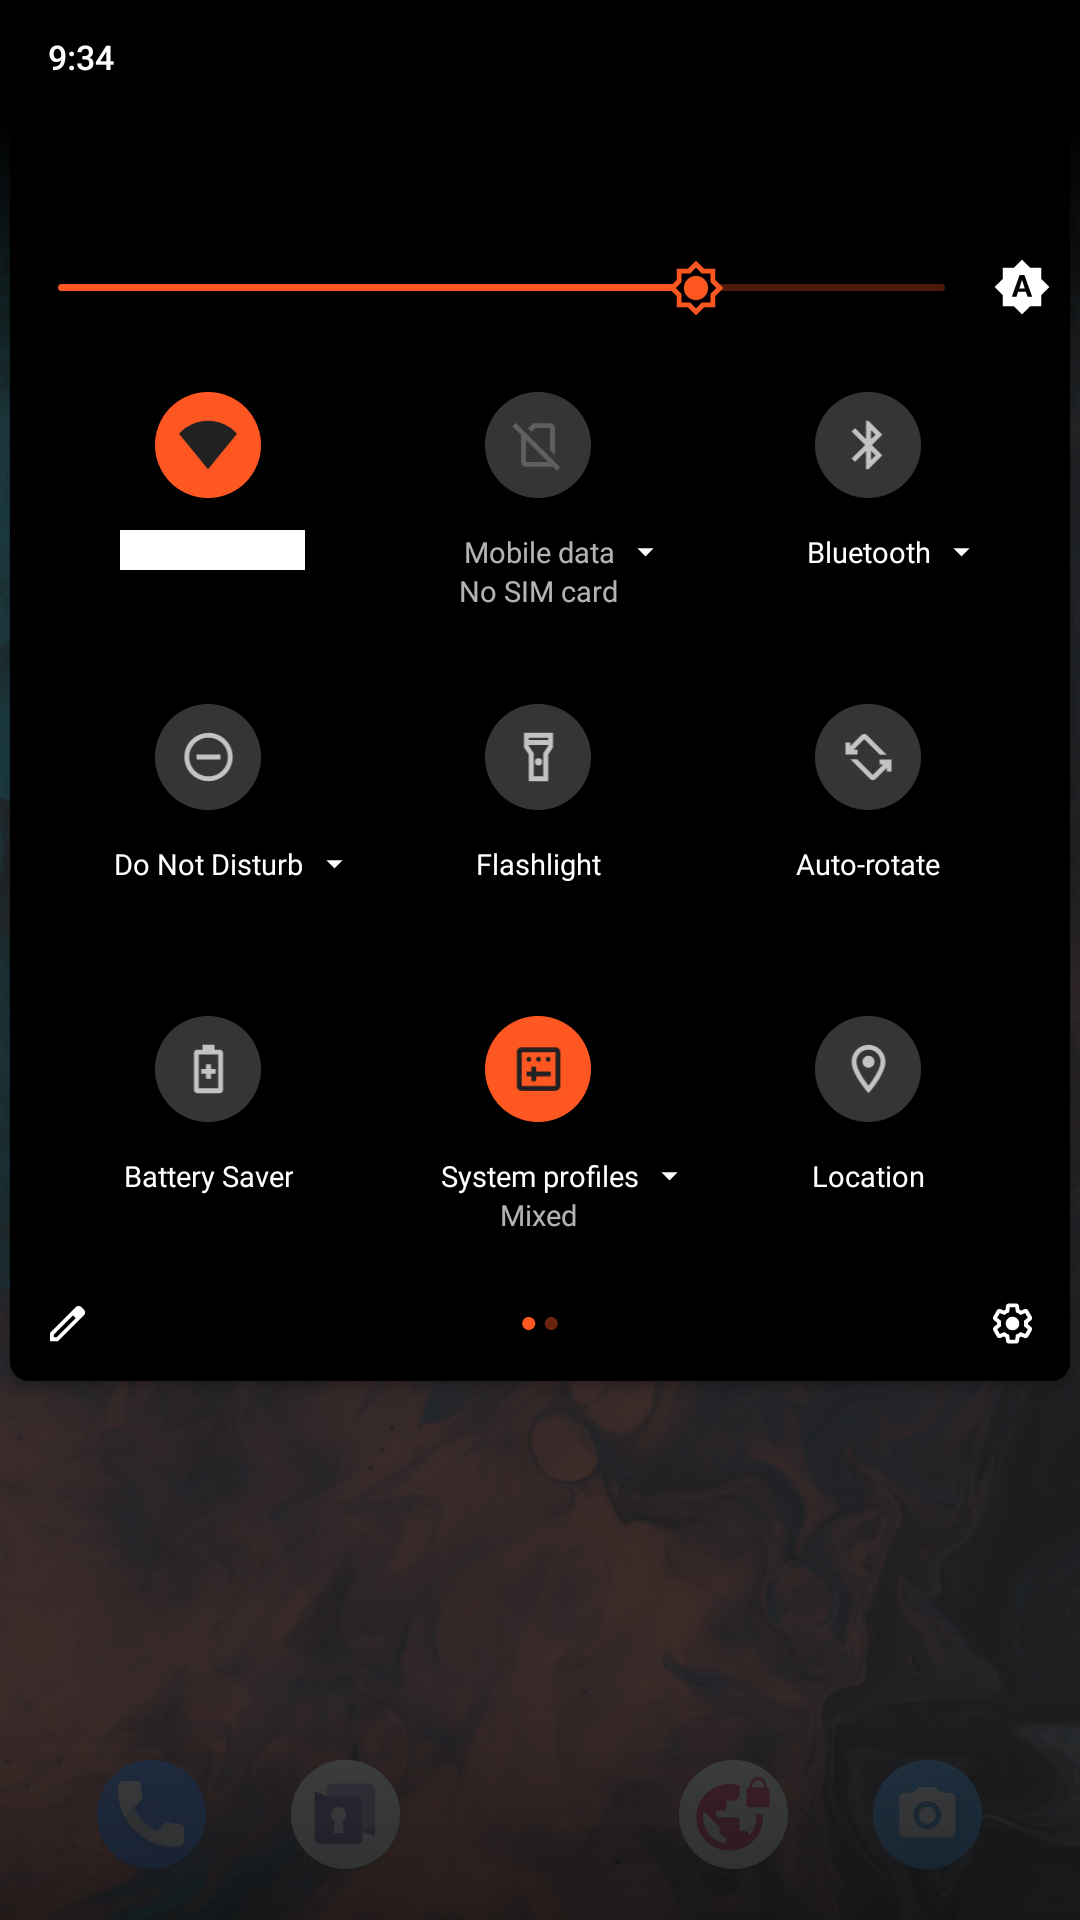 9:34
A
Mobile data
No SIM card
Bluetooth
Do Not Disturb
Flashlight
Auto-rotate
Battery Saver
System profiles
Mixed
Location